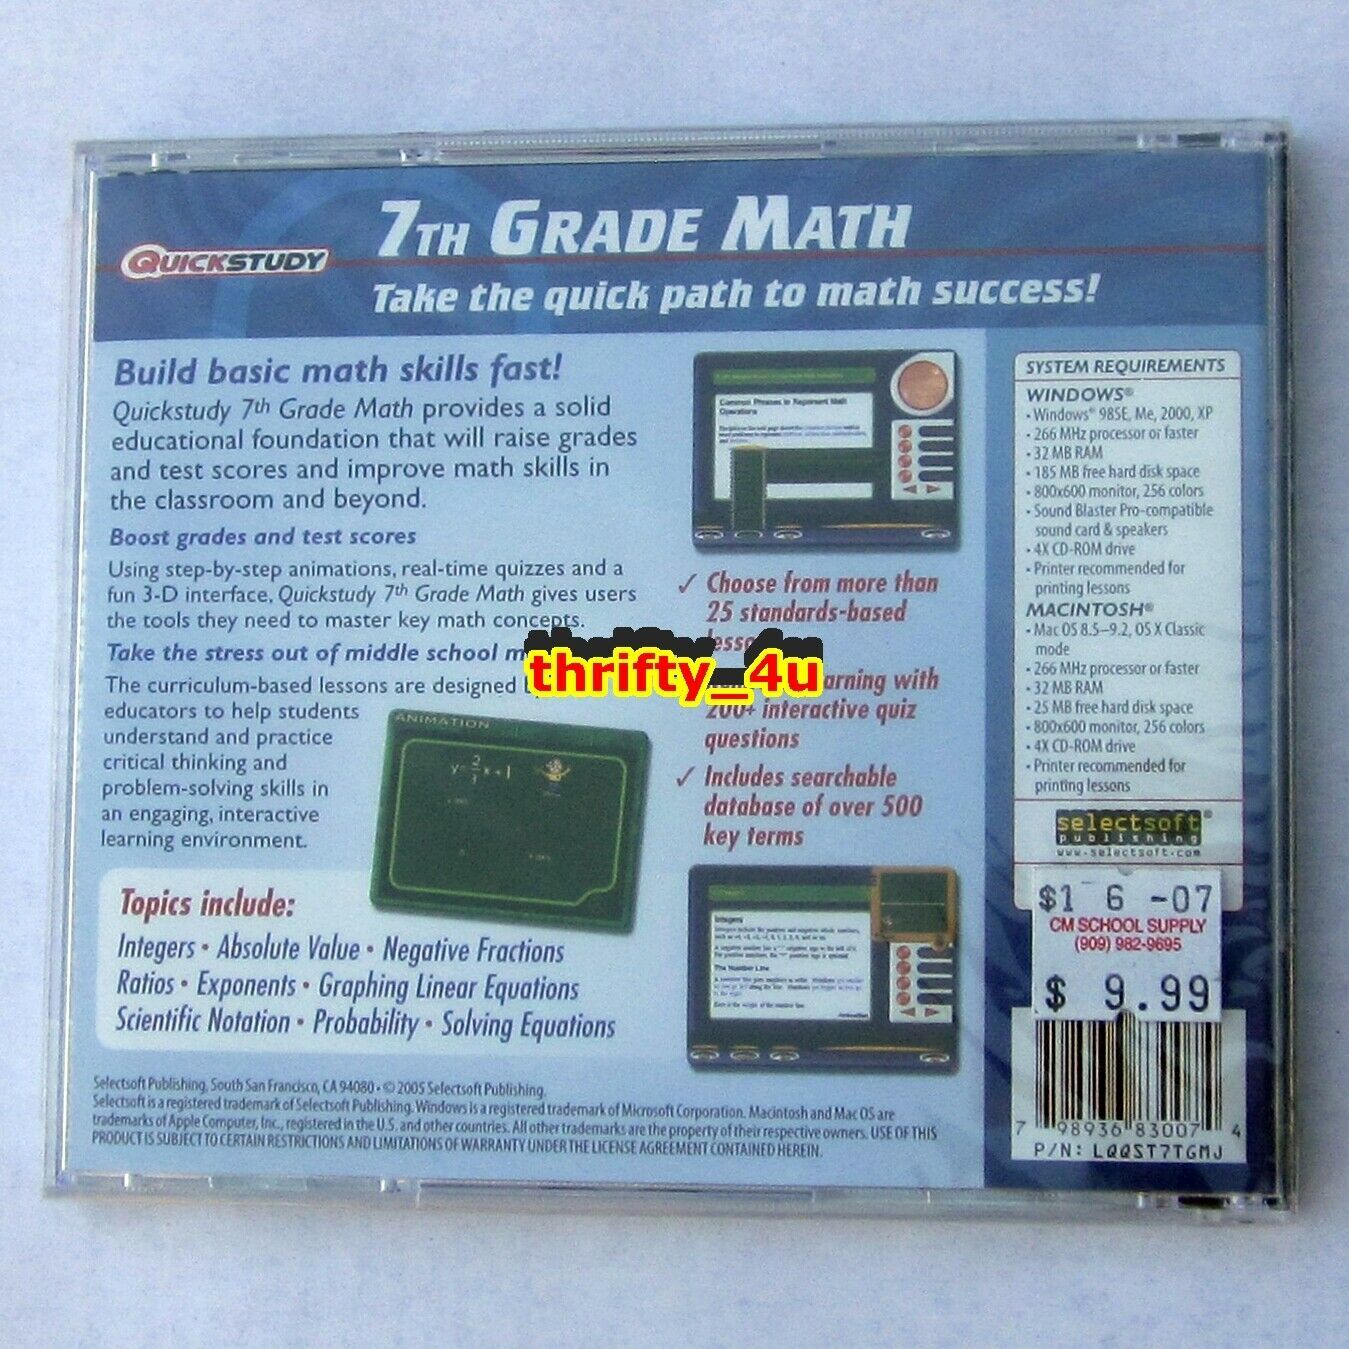 7TH GRADE MATH
QUICKSTUDY
Take the quick path to math success!
Build basic math skills fast!
Quickstudy 7th Grade Math provides a solid
educational foundation that will raise grades
and test scores and improve math skills in
the classroom and beyond.
Boost grades and test scores
Using step-by-step animations, real-time quizzes and a
fun 3-D interface, Quickstudy 7th Grade Math gives users
the tools they need to master key math concepts.
Take the stress out of middle school
The curriculum-based lessons are designed
educators to help students
understand and practice
critical thinking and
problem-solving skills in
an engaging, interactive
learning environment.
thrifty_4u
ANIMATION
Topics include:
Integers • Absolute Value • Negative Fractions
Ratios • Exponents • Graphing Linear Equations
Scientific Notation • Probability • Solving Equations
Common Phrases to Represent Math
Operations
✓ Choose from more than
25 standards-based
with
200+ interactive quiz
questions
✓ Includes searchable
database of over 500
key terms
Integers
The Number Line
SYSTEM REQUIREMENTS
WINDOWS®
• Windows® 98SE, Me, 2000, XP
• 266 MHz processor or faster
• 32 MB RAM
• 185 MB free hard disk space
• 800x600 monitor, 256 colors
• Sound Blaster Pro-compatible
sound card & speakers
• 4X CD-ROM drive
• Printer recommended for
printing lessons
MACINTOSH®
• Mac OS 8.5–9.2, OS X Classic
mode
• 266 MHz processor or faster
• 32 MB RAM
• 25 MB free hard disk space
• 800x600 monitor, 256 colors
• 4X CD-ROM drive
• Printer recommended for
printing lessons
selectsoft®
publishing
www.selectsoft.com
$1 6 -07
CM SCHOOL SUPPLY
(909) 982-9695
$ 9.99
7 98936 83007 4
P/N: LQQST7TGMJ
Selectsoft Publishing, South San Francisco, CA 94080 • © 2005 Selectsoft Publishing.
Selectsoft is a registered trademark of Selectsoft Publishing. Windows is a registered trademark of Microsoft Corporation. Macintosh and Mac OS are
trademarks of Apple Computer, Inc., registered in the U.S. and other countries. All other trademarks are the property of their respective owners. USE OF THIS
PRODUCT IS SUBJECT TO CERTAIN RESTRICTIONS AND LIMITATIONS OF WARRANTY UNDER THE LICENSE AGREEMENT CONTAINED HEREIN.